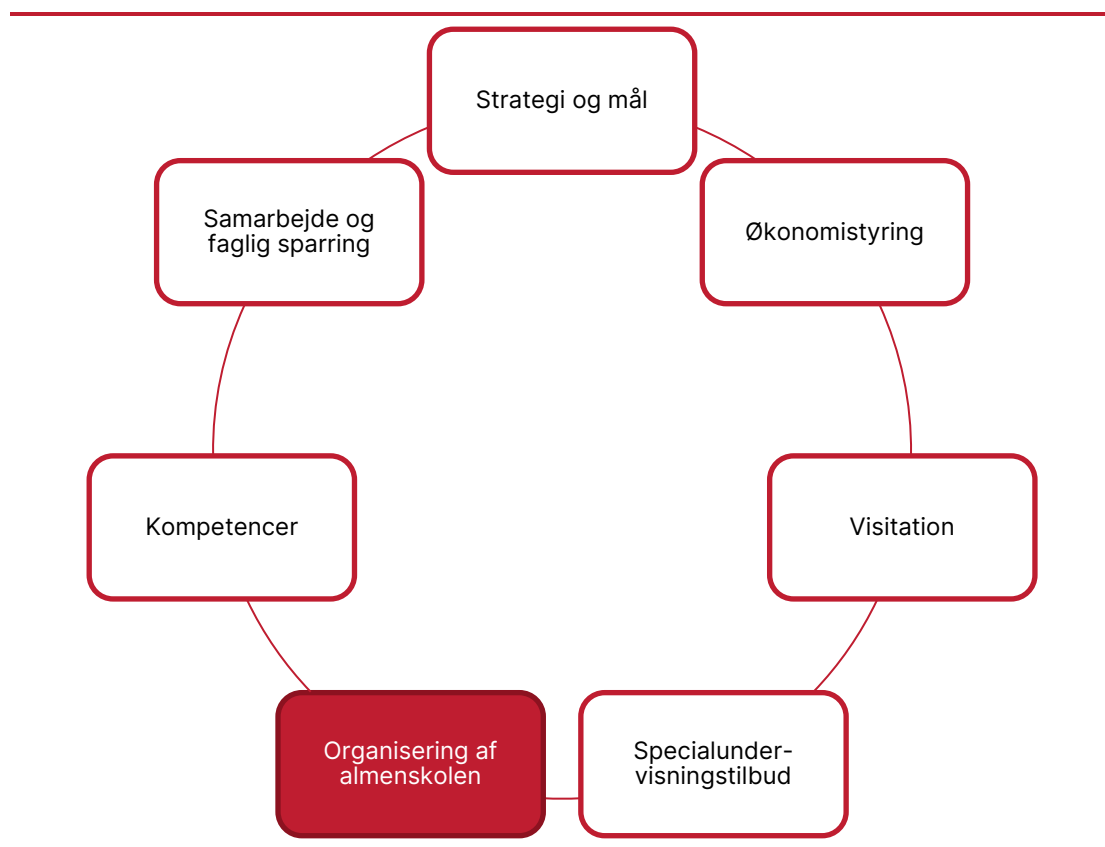 Strategi og mål
Samarbejde og
faglig sparring
Økonomistyring
Kompetencer
Visitation
Organisering af
almenskolen
Specialunder-
visningstilbud